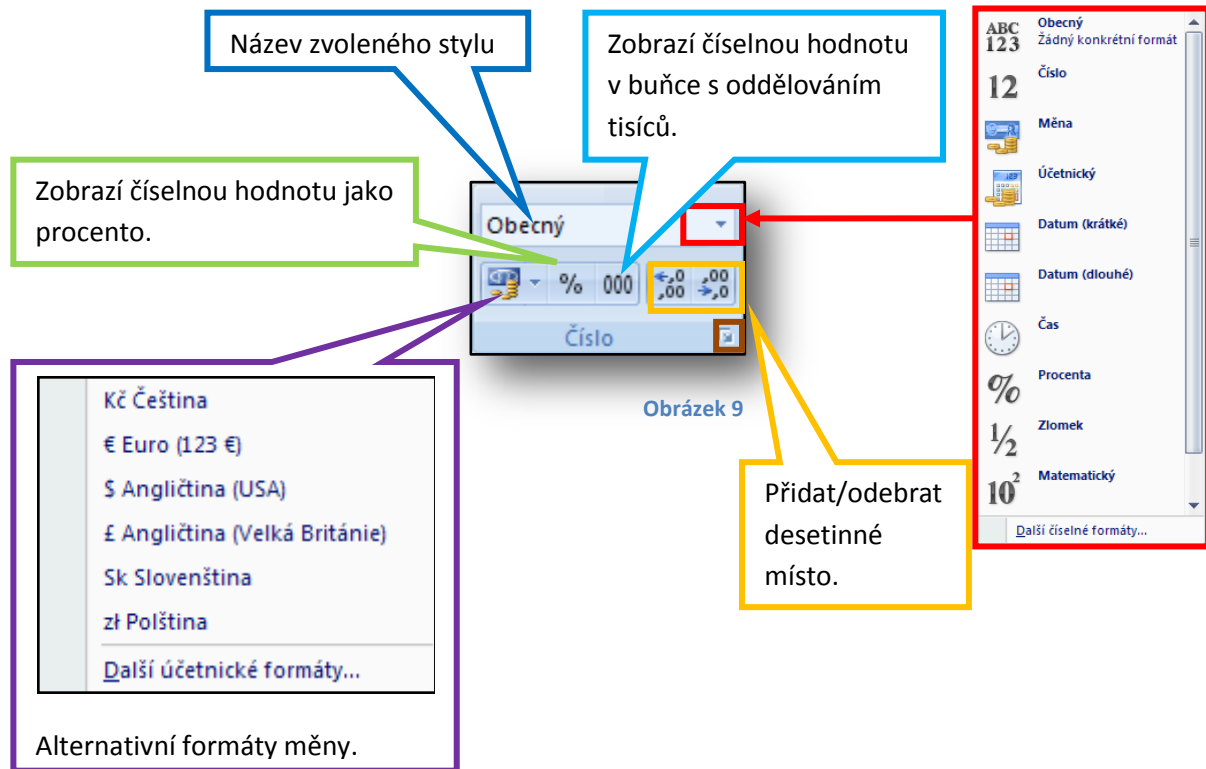 Název zvoleného stylu
Zobrazí číselnou hodnotu
v buňce s oddělováním
tisíců.
Zobrazí číselnou hodnotu jako
procento.
Obecný
% 000 ,0 ,00 ,00 ,0
Číslo
Obrázek 9
Kč Čeština
€ Euro (123 €)
$ Angličtina (USA)
£ Angličtina (Velká Británie)
Sk Slovenština
zł Polština
Další účetnické formáty...
Alternativní formáty měny.
Přidat/odebrat
desetinné
místo.
ABC
123
Obecný
Žádný konkrétní formát
12
Číslo
Měna
Účetnický
Datum (krátké)
Datum (dlouhé)
Čas
%
Procenta
1/2
Zlomek
10²
Matematický
Další číselné formáty...